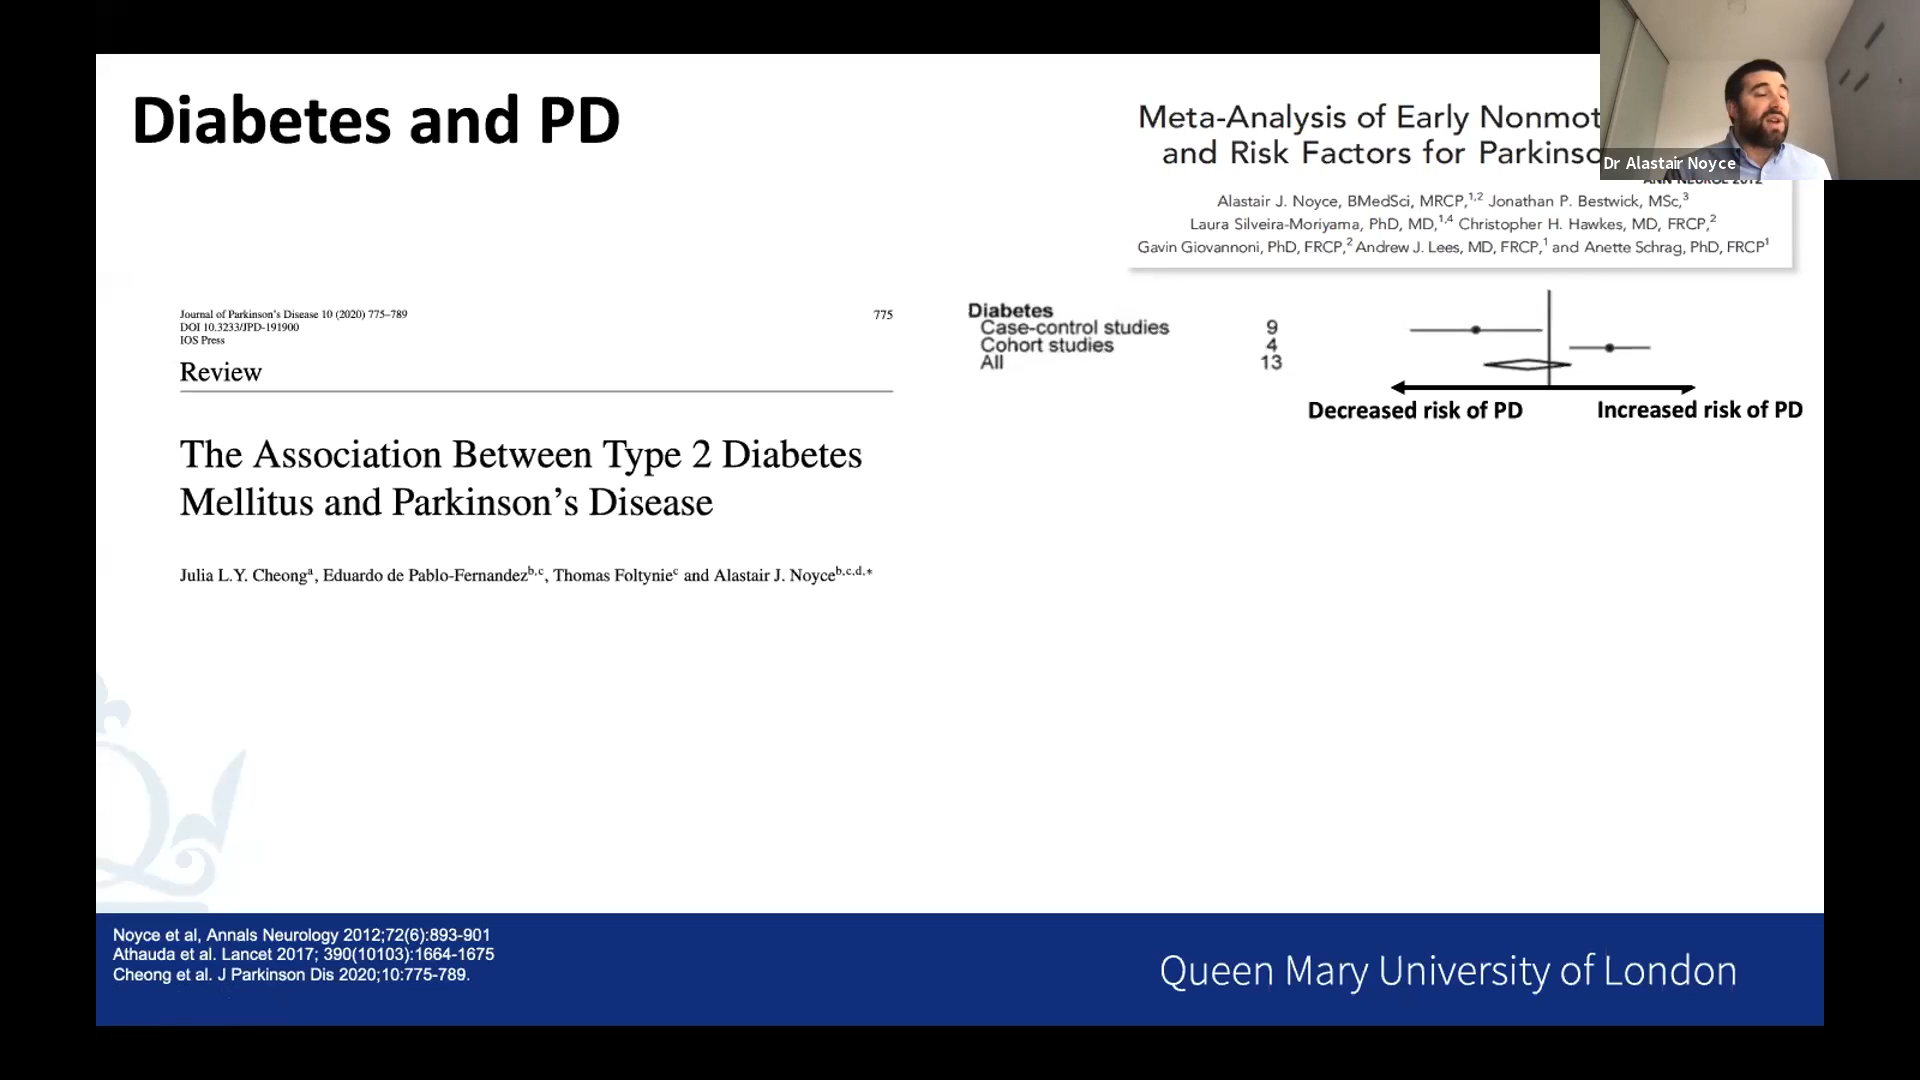 Diabetes and PD
Meta-Analysis of Early Nonmot
and Risk Factors for Parkinso
Dr Alastair Noyce
ANN NEUROL 2012
Alastair J. Noyce, BMedSci, MRCP,1,2 Jonathan P. Bestwick, MSc,3
Laura Silveira-Moriyama, PhD, MD,1,4 Christopher H. Hawkes, MD, FRCP,2
Gavin Giovannoni, PhD, FRCP,2 Andrew J. Lees, MD, FRCP,1 and Anette Schrag, PhD, FRCP1
Journal of Parkinson's Disease 10 (2020) 775–789 775
DOI 10.3233/JPD-191900
IOS Press
Review
The Association Between Type 2 Diabetes
Mellitus and Parkinson's Disease
Julia L.Y. Cheonga, Eduardo de Pablo-Fernandezb,c, Thomas Foltyniec and Alastair J. Noyceb,c,d,*
Diabetes
Case-control studies 9
Cohort studies 4
All 13
Decreased risk of PD Increased risk of PD
Noyce et al, Annals Neurology 2012;72(6):893-901
Athauda et al. Lancet 2017; 390(10103):1664-1675
Cheong et al. J Parkinson Dis 2020;10:775-789.
Queen Mary University of London